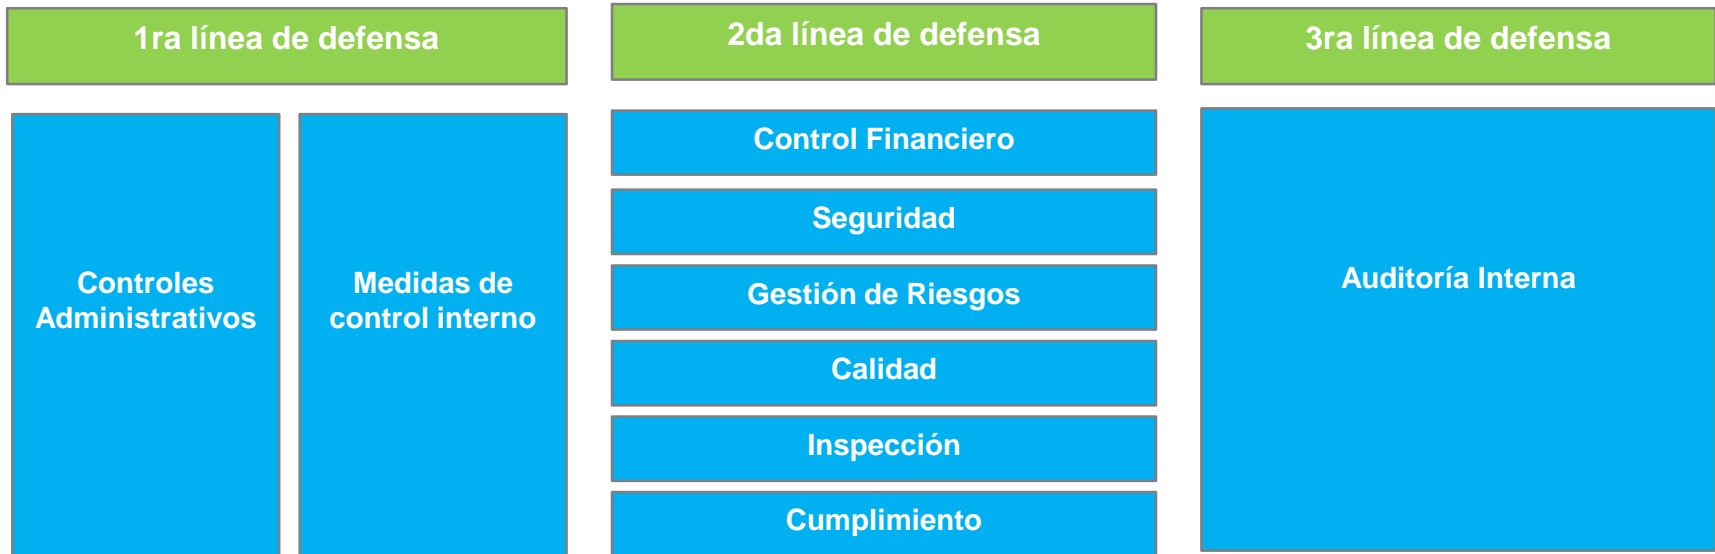 1ra línea de defensa
2da línea de defensa
3ra línea de defensa
Controles
Administrativos
Medidas de
control interno
Control Financiero
Seguridad
Gestión de Riesgos
Calidad
Inspección
Cumplimiento
Auditoría Interna